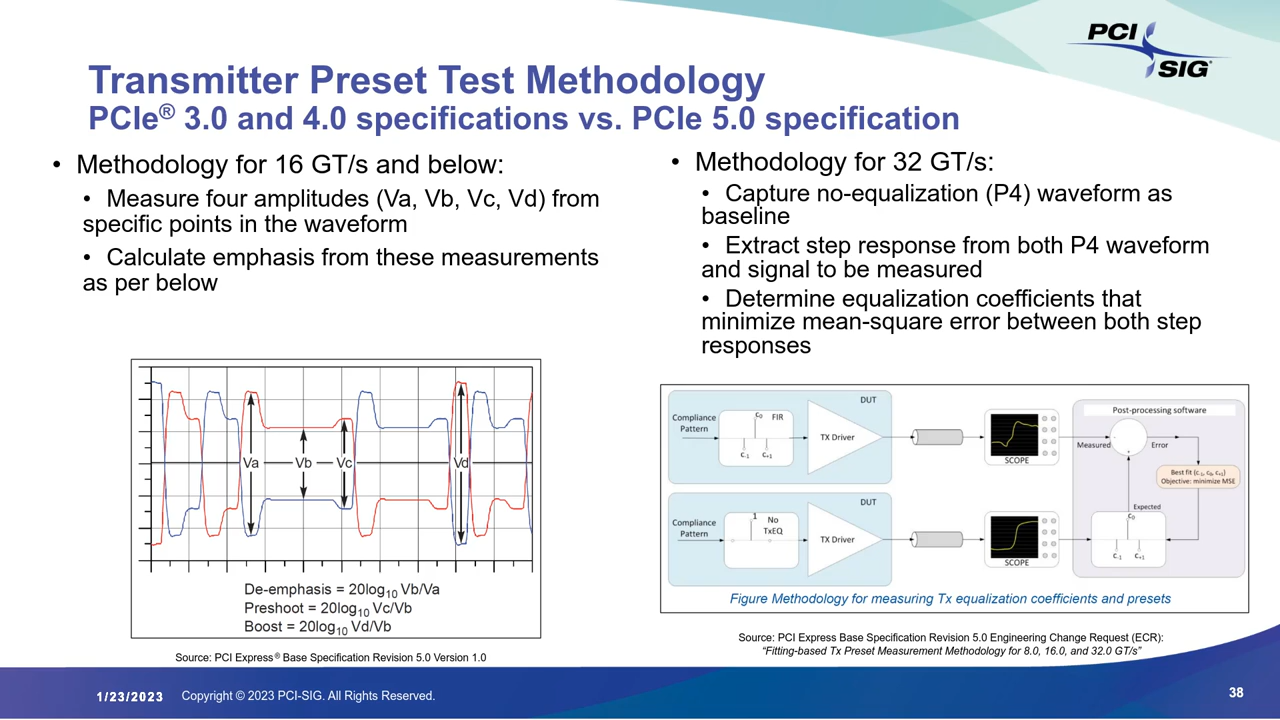 PCI
SIG
Transmitter Preset Test Methodology
PCIe® 3.0 and 4.0 specifications vs. PCIe 5.0 specification
• Methodology for 16 GT/s and below:
• Measure four amplitudes (Va, Vb, Vc, Vd) from
specific points in the waveform
• Calculate emphasis from these measurements
as per below
Va
Vb
Vc
Vd
De-emphasis = 20log10 Vb/Va
Preshoot = 20log10 Vc/Vb
Boost = 20log10 Vd/Vb
Source: PCI Express® Base Specification Revision 5.0 Version 1.0
• Methodology for 32 GT/s:
• Capture no-equalization (P4) waveform as
baseline
• Extract step response from both P4 waveform
and signal to be measured
• Determine equalization coefficients that
minimize mean-square error between both step
responses
DUT
Compliance
Pattern
c0
FIR
c-1
c+1
TX Driver
SCOPE
Post-processing software
Measured
Error
Best fit (c-1, c0, c+1)
Objective: minimize MSE
Expected
c0
c-1
c+1
DUT
Compliance
Pattern
1
No
TxEQ
TX Driver
SCOPE
Figure Methodology for measuring Tx equalization coefficients and presets
Source: PCI Express Base Specification Revision 5.0 Engineering Change Request (ECR):
“Fitting-based Tx Preset Measurement Methodology for 8.0, 16.0, and 32.0 GT/s”
1/23/2023
Copyright © 2023 PCI-SIG. All Rights Reserved.
38